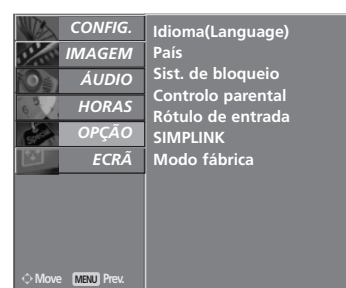 CONFIG.
IMAGEM
ÁUDIO
HORAS
OPÇÃO
ECRÃ
Idioma(Language)
País
Sist. de bloqueio
Controlo parental
Rótulo de entrada
SIMPLINK
Modo fábrica
Move MENU Prev.